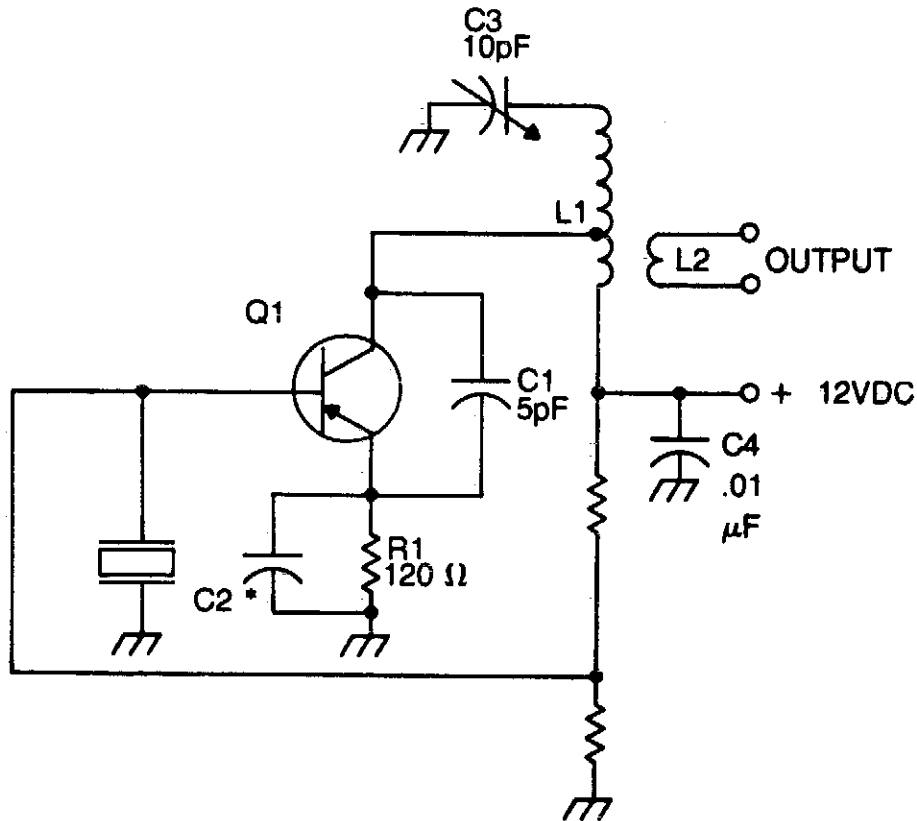 C3
10pF
L1
L2
OUTPUT
Q1
C1
5pF
+ 12VDC
C4
.01
µF
R1
120 Ω
C2 *